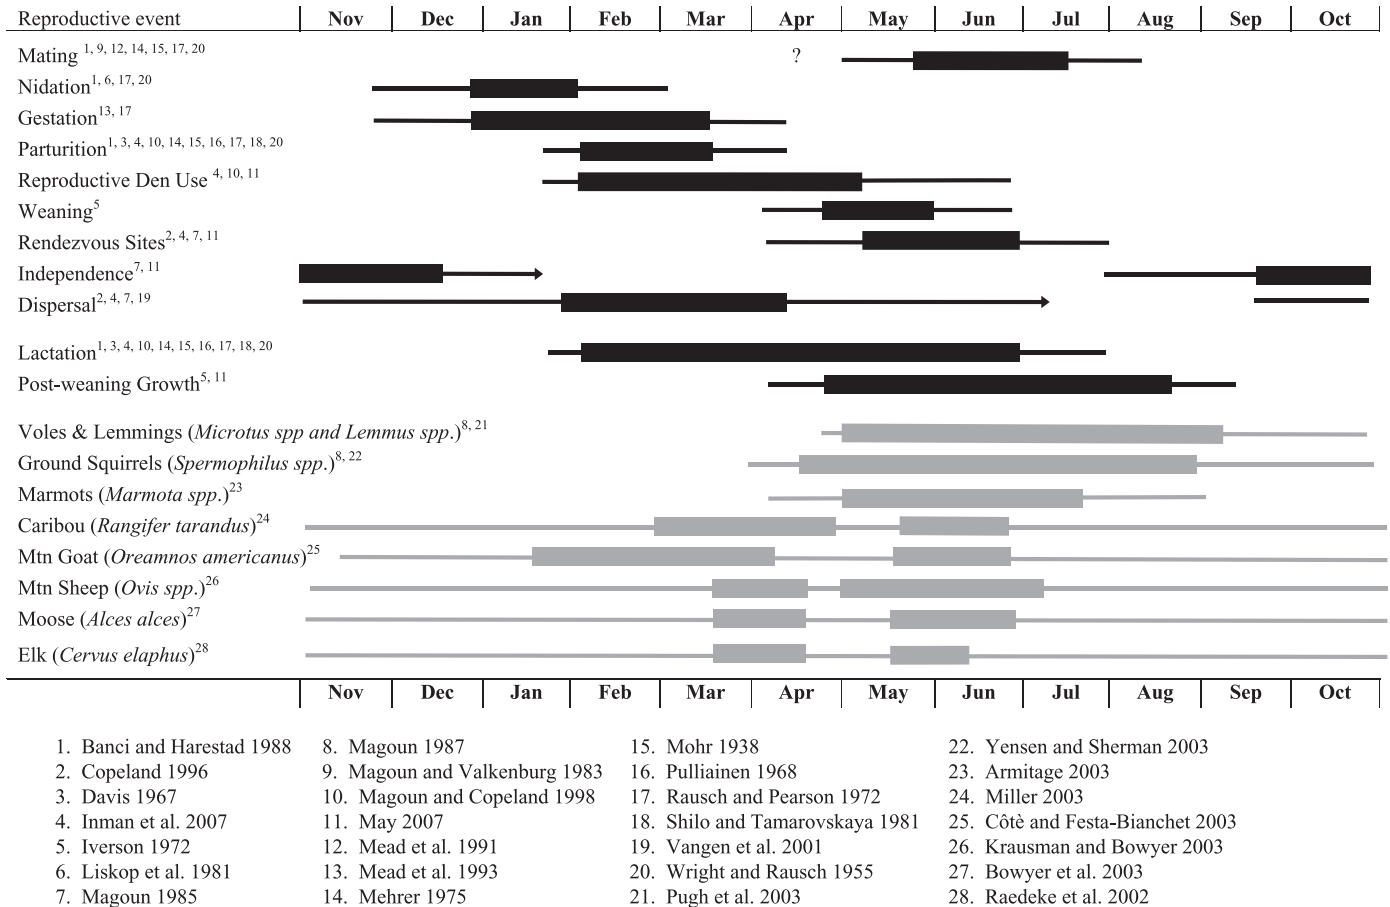 Reproductive event Nov Dec Jan Feb Mar Apr May Jun Jul Aug Sep Oct
Mating 1, 9, 12, 14, 15, 17, 20 ?
Nidation1, 6, 17, 20
Gestation13, 17
Parturition1, 3, 4, 10, 14, 15, 16, 17, 18, 20
Reproductive Den Use 4, 10, 11
Weaning5
Rendezvous Sites2, 4, 7, 11
Independence7, 11
Dispersal2, 4, 7, 19
Lactation1, 3, 4, 10, 14, 15, 16, 17, 18, 20
Post-weaning Growth5, 11
Voles & Lemmings (Microtus spp and Lemmus spp.)8, 21
Ground Squirrels (Spermophilus spp.)8, 22
Marmots (Marmota spp.)23
Caribou (Rangifer tarandus)24
Mtn Goat (Oreamnos americanus)25
Mtn Sheep (Ovis spp.)26
Moose (Alces alces)27
Elk (Cervus elaphus)28
Nov Dec Jan Feb Mar Apr May Jun Jul Aug Sep Oct
1. Banci and Harestad 1988
2. Copeland 1996
3. Davis 1967
4. Inman et al. 2007
5. Iverson 1972
6. Liskop et al. 1981
7. Magoun 1985
8. Magoun 1987
9. Magoun and Valkenburg 1983
10. Magoun and Copeland 1998
11. May 2007
12. Mead et al. 1991
13. Mead et al. 1993
14. Mehrer 1975
15. Mohr 1938
16. Pulliainen 1968
17. Rausch and Pearson 1972
18. Shilo and Tamarovskaya 1981
19. Vangen et al. 2001
20. Wright and Rausch 1955
21. Pugh et al. 2003
22. Yensen and Sherman 2003
23. Armitage 2003
24. Miller 2003
25. Côtè and Festa-Bianchet 2003
26. Krausman and Bowyer 2003
27. Bowyer et al. 2003
28. Raedeke et al. 2002